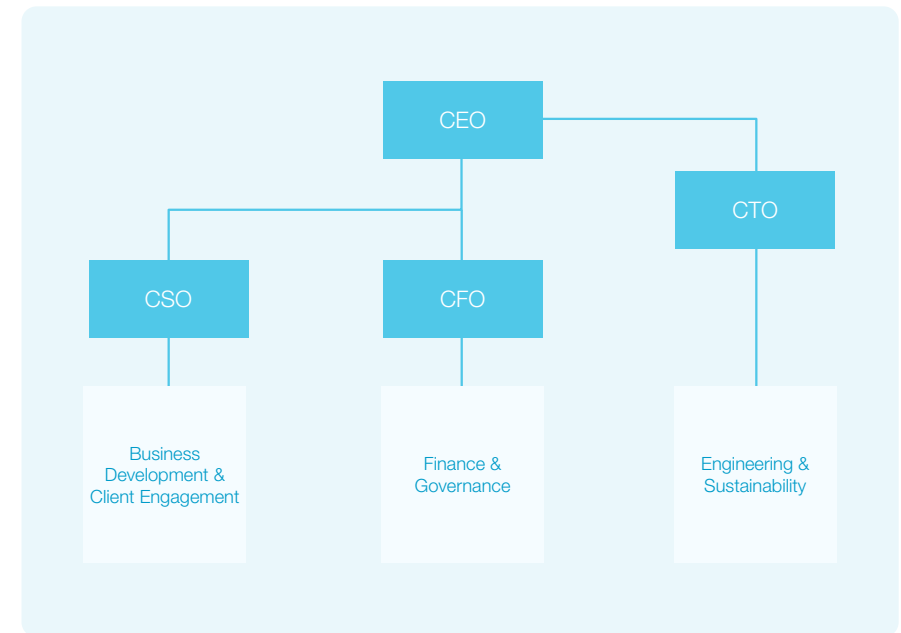 CEO
CTO
CSO
CFO
Business
Development &
Client Engagement
Finance &
Governance
Engineering &
Sustainability